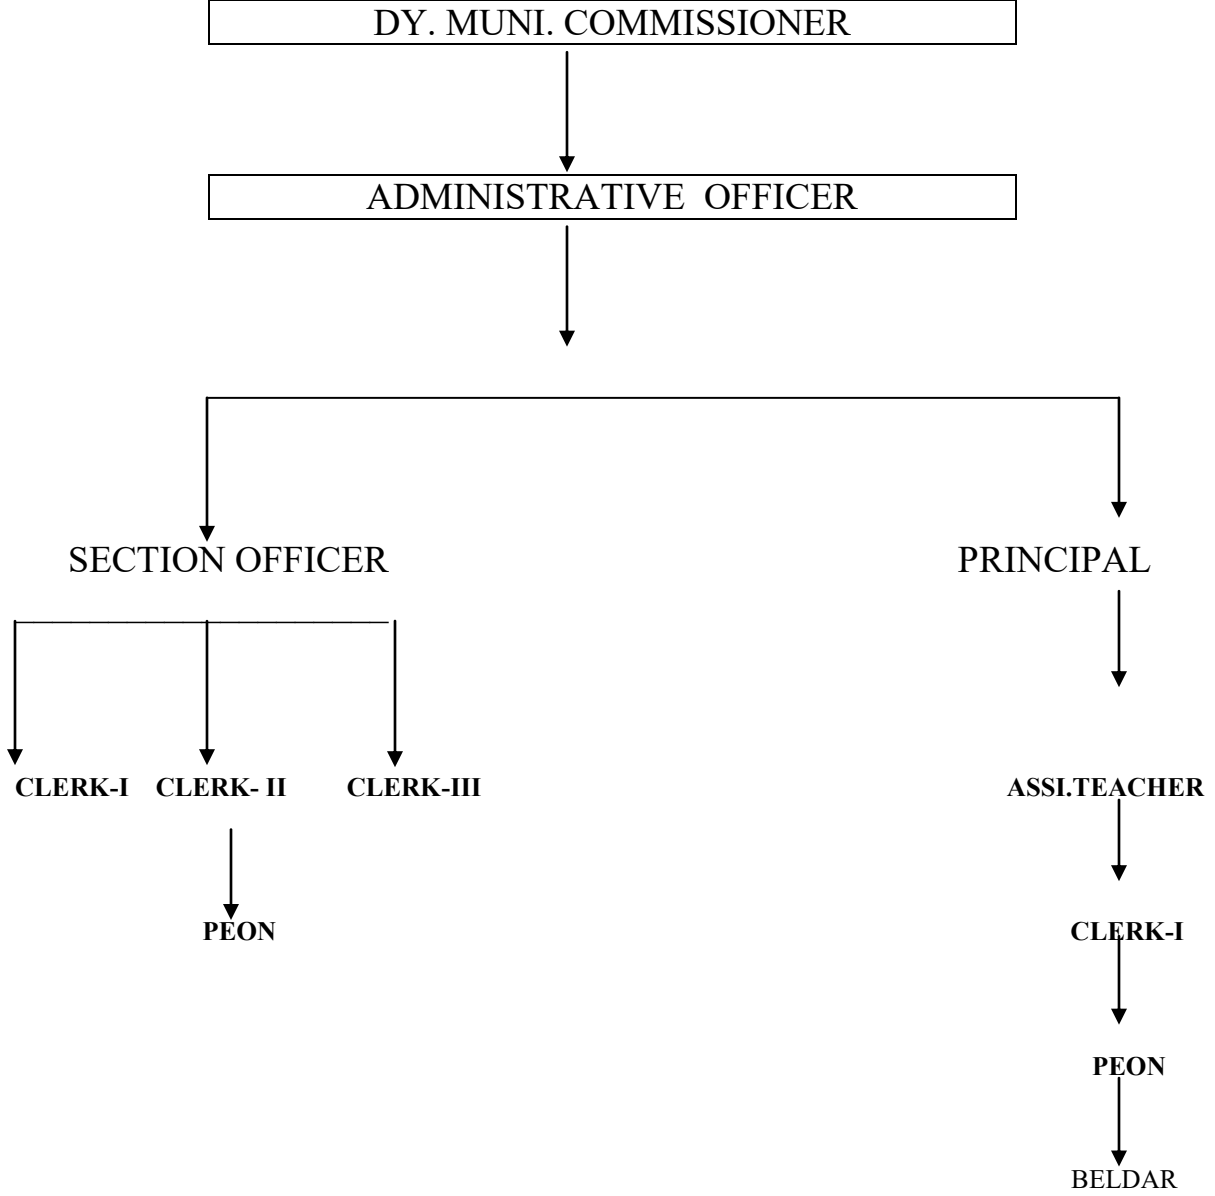 DY. MUNI. COMMISSIONER
ADMINISTRATIVE OFFICER
SECTION OFFICER PRINCIPAL
CLERK-I CLERK- II CLERK-III ASSI.TEACHER
PEON CLERK-I
PEON
BELDAR